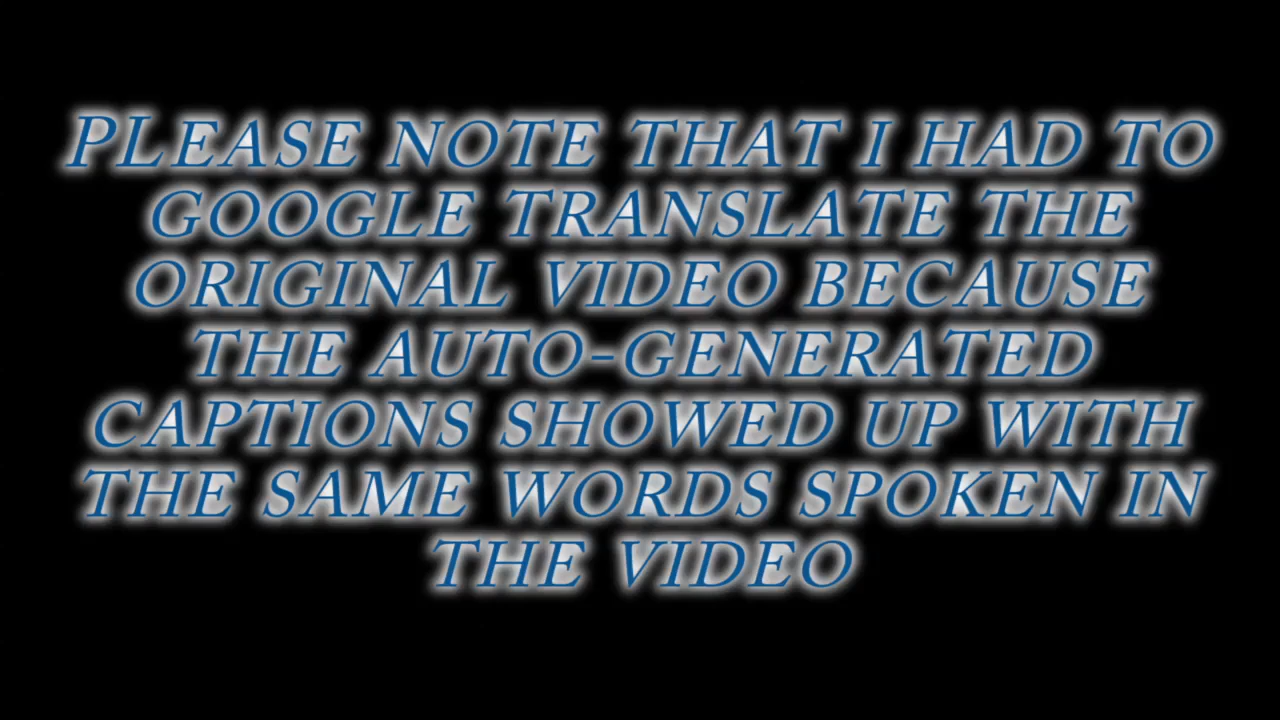 PLEASE NOTE THAT I HAD TO
GOOGLE TRANSLATE THE
ORIGINAL VIDEO BECAUSE
THE AUTO-GENERATED
CAPTIONS SHOWED UP WITH
THE SAME WORDS SPOKEN IN
THE VIDEO